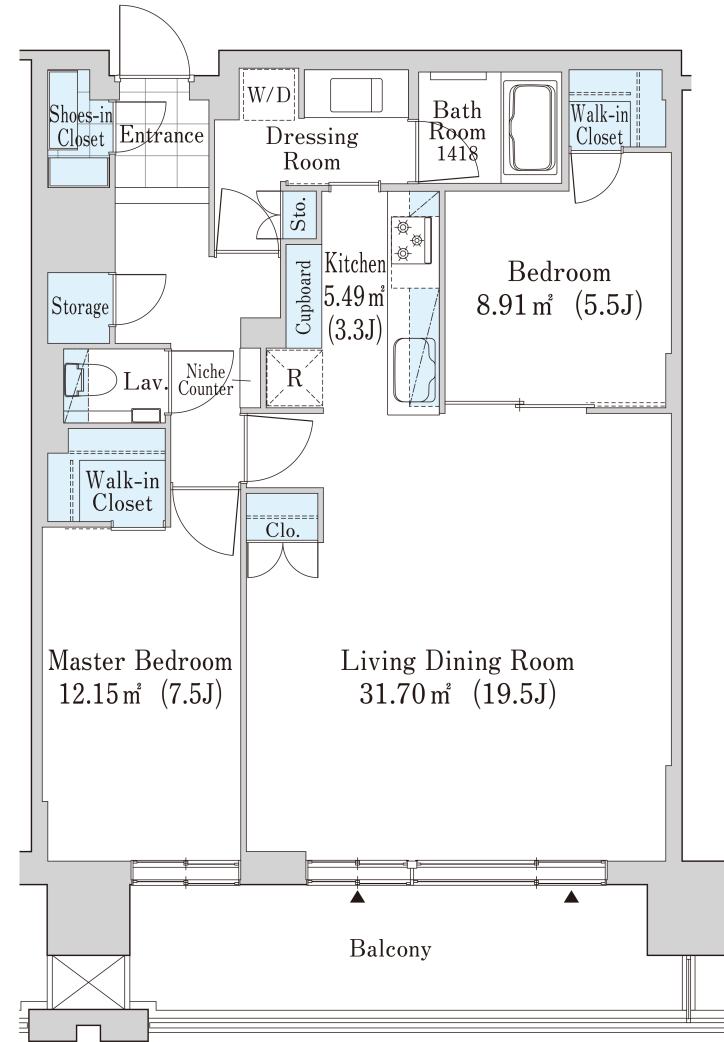 W/D
Shoes-in
Closet
Entrance
Dressing
Room
Bath
Room
1418
Walk-in
Closet
Sto.
Kitchen
5.49㎡
(3.3J)
Cupboard
Bedroom
8.91㎡ (5.5J)
Storage
Lav.
Niche
Counter
R
Walk-in
Closet
Clo.
Master Bedroom
12.15㎡ (7.5J)
Living Dining Room
31.70㎡ (19.5J)
Balcony